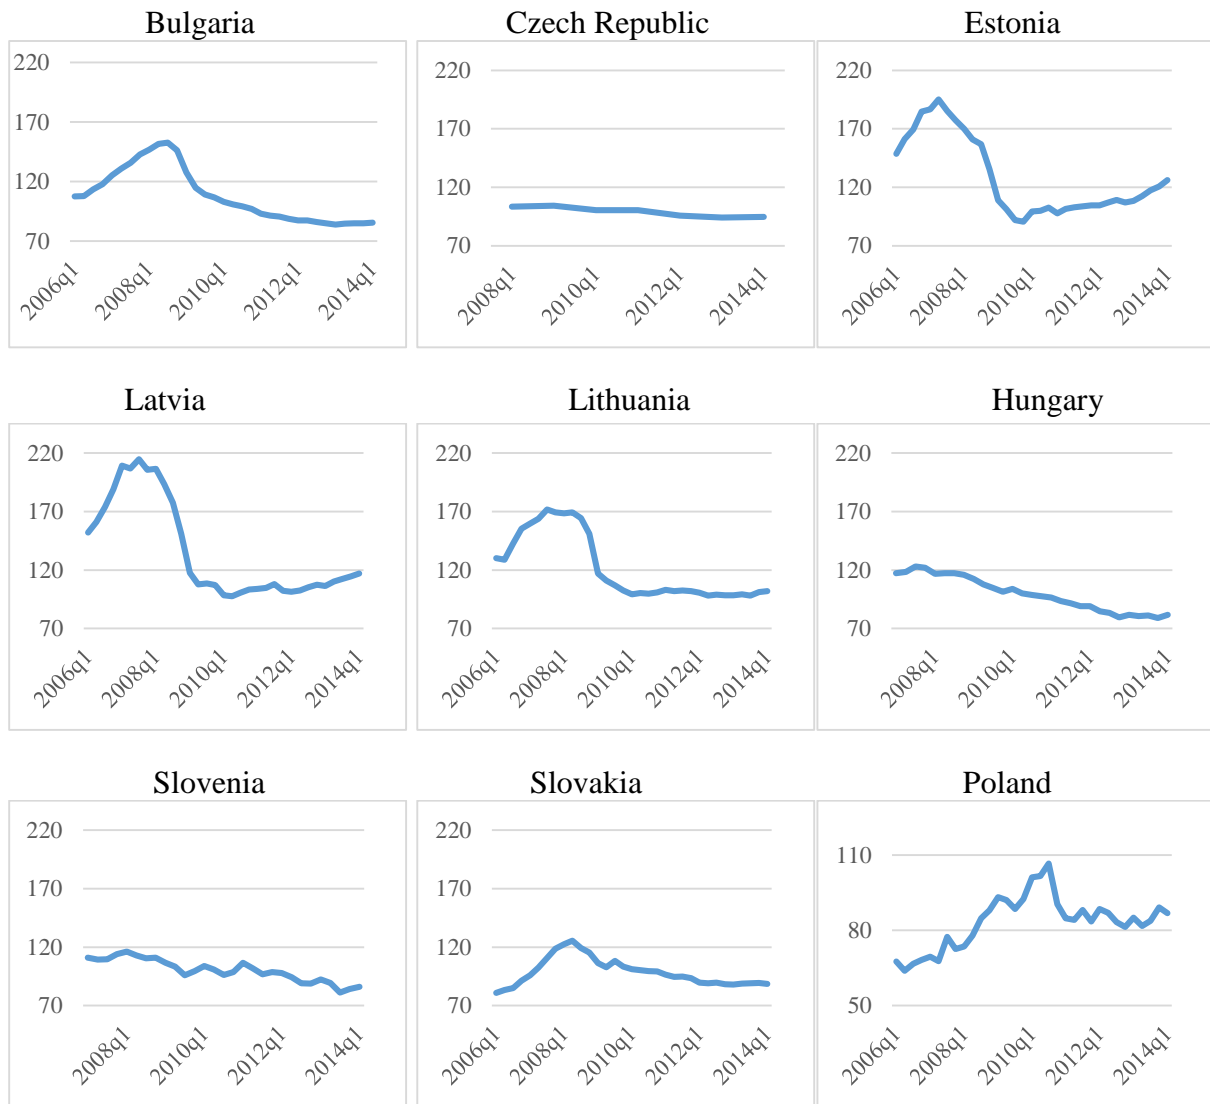 Bulgaria
220
170
120
70
2006q1
2008q1
2010q1
2012q1
2014q1
Czech Republic
220
170
120
70
2008q1
2010q1
2012q1
2014q1
Estonia
220
170
120
70
2006q1
2008q1
2010q1
2012q1
2014q1
Latvia
220
170
120
70
2006q1
2008q1
2010q1
2012q1
2014q1
Lithuania
220
170
120
70
2006q1
2008q1
2010q1
2012q1
2014q1
Hungary
220
170
120
70
2008q1
2010q1
2012q1
2014q1
Slovenia
220
170
120
70
2008q1
2010q1
2012q1
2014q1
Slovakia
220
170
120
70
2006q1
2008q1
2010q1
2012q1
2014q1
Poland
110
80
50
2006q1
2008q1
2010q1
2012q1
2014q1